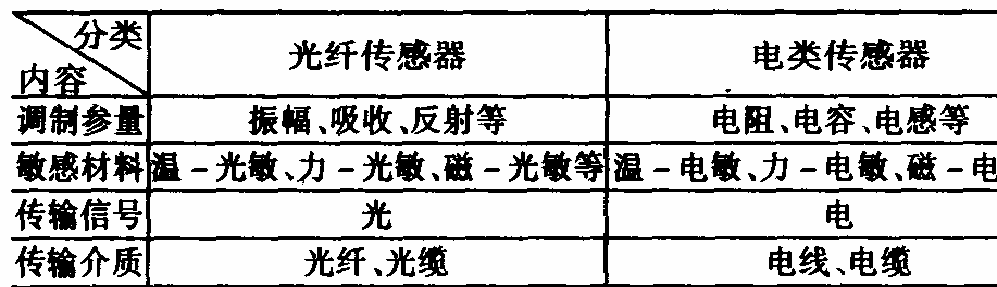 分类
内容
光纤传感器
电类传感器
调制参量
振幅、吸收、反射等
电阻、电容、电感等
敏感材料
温－光敏、力－光敏、磁－光敏等
温－电敏、力－电敏、磁－电
传输信号
光
电
传输介质
光纤、光缆
电线、电缆